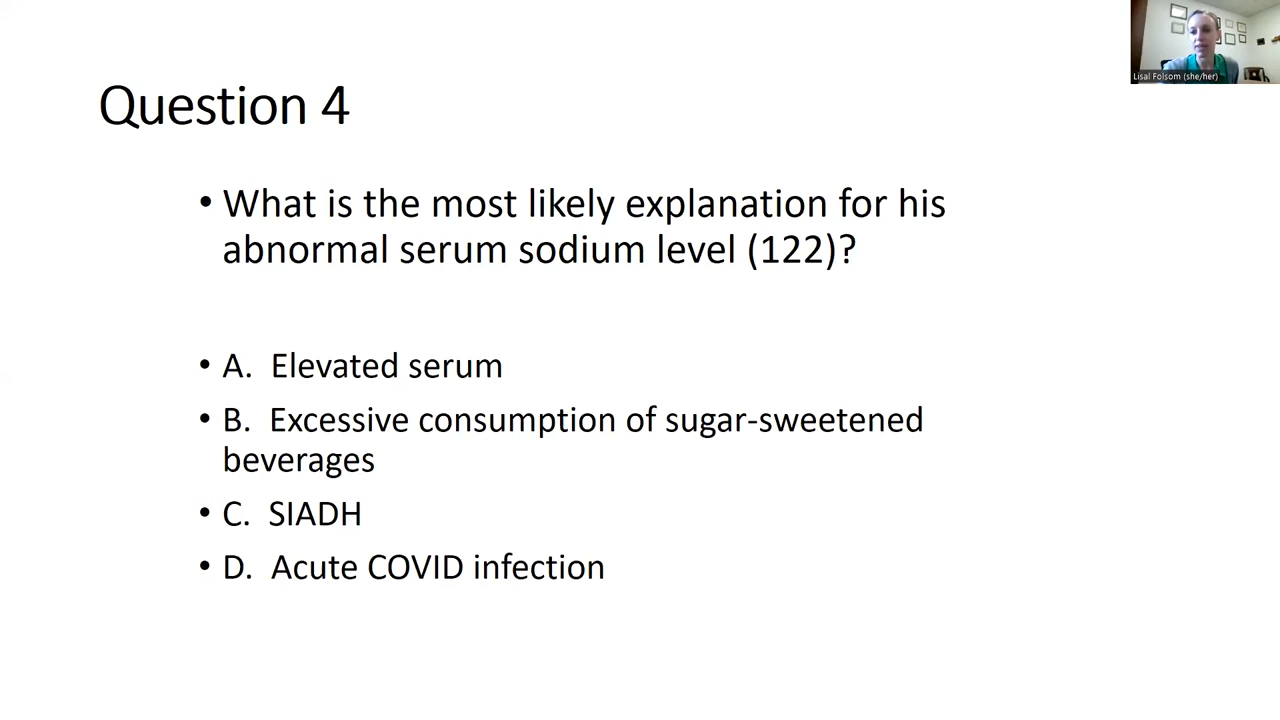 Lisal Folsom (she/her)
Question 4
• What is the most likely explanation for his
abnormal serum sodium level (122)?
• A. Elevated serum
• B. Excessive consumption of sugar-sweetened
beverages
• C. SIADH
• D. Acute COVID infection